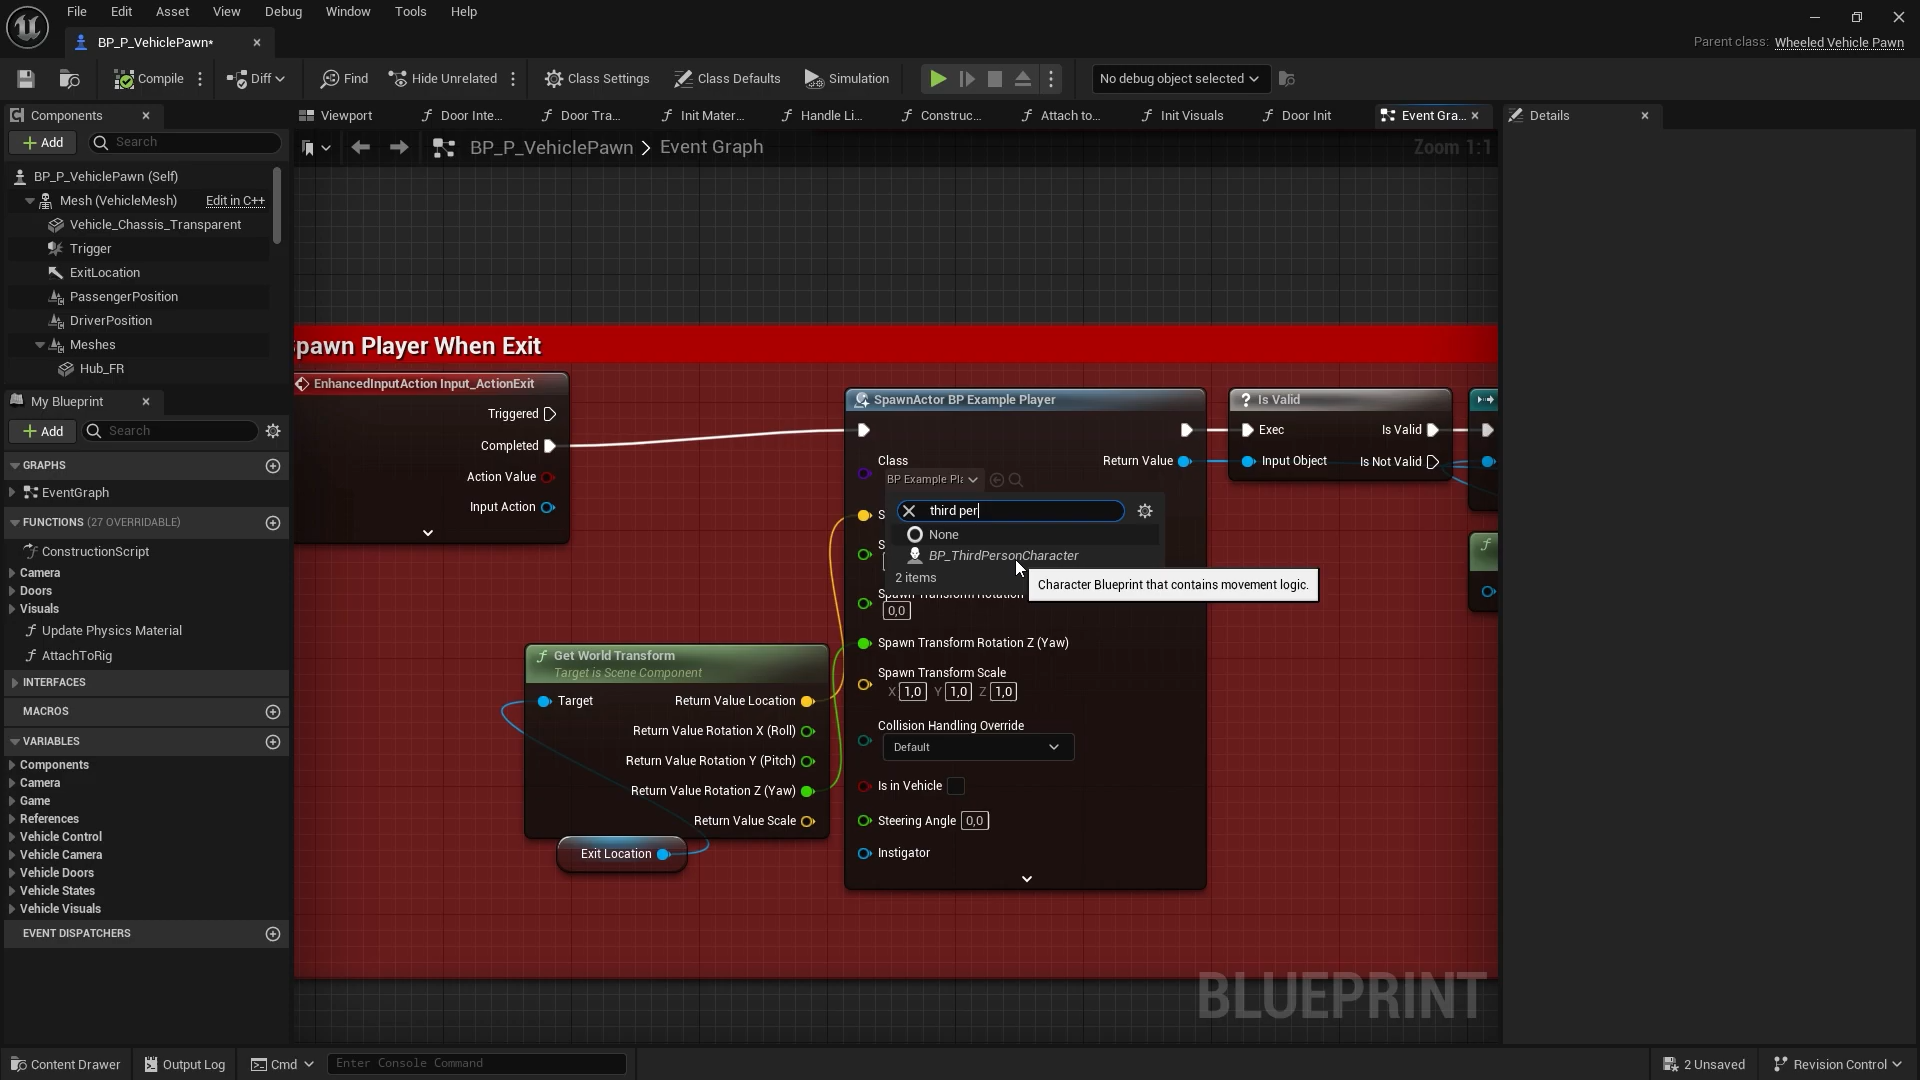 File Edit Asset View Debug Window Tools Help
BP_P_VehiclePawn*
Parent class: Wheeled Vehicle Pawn
Compile Diff Find Hide Unrelated Class Settings Class Defaults Simulation No debug object selected
Components
Add Search
BP_P_VehiclePawn (Self)
Mesh (VehicleMesh) Edit in C++
Vehicle_Chassis_Transparent
Trigger
ExitLocation
PassengerPosition
DriverPosition
Meshes
Hub_FR
My Blueprint
Add Search
GRAPHS
EventGraph
FUNCTIONS (27 OVERRIDABLE)
ConstructionScript
Camera
Doors
Visuals
Update Physics Material
AttachToRig
INTERFACES
MACROS
VARIABLES
Components
Camera
Game
References
Vehicle Control
Vehicle Camera
Vehicle Doors
Vehicle States
Vehicle Visuals
EVENT DISPATCHERS
Viewport Door Inte... Door Tra... Init Mater... Handle Li... Construc... Attach to... Init Visuals Door Init Event Gra...
BP_P_VehiclePawn > Event Graph Zoom 1:1
pawn Player When Exit
EnhancedInputAction Input_ActionExit
Triggered
Completed
Action Value
Input Action
Get World Transform
Target is Scene Component
Target Return Value Location
Return Value Rotation X (Roll)
Return Value Rotation Y (Pitch)
Return Value Rotation Z (Yaw)
Return Value Scale
Exit Location
SpawnActor BP Example Player
Class Return Value
BP Example Pla
S
third per
None
BP_ThirdPersonCharacter
2 items
Character Blueprint that contains movement logic.
S
Spawn Transform Rotation
0,0
Spawn Transform Rotation Z (Yaw)
Spawn Transform Scale
X 1,0 Y 1,0 Z 1,0
Collision Handling Override
Default
Is in Vehicle
Steering Angle 0,0
Instigator
? Is Valid
Exec Is Valid
Input Object Is Not Valid
f
BLUEPRINT
Details
Content Drawer Output Log Cmd Enter Console Command 2 Unsaved Revision Control